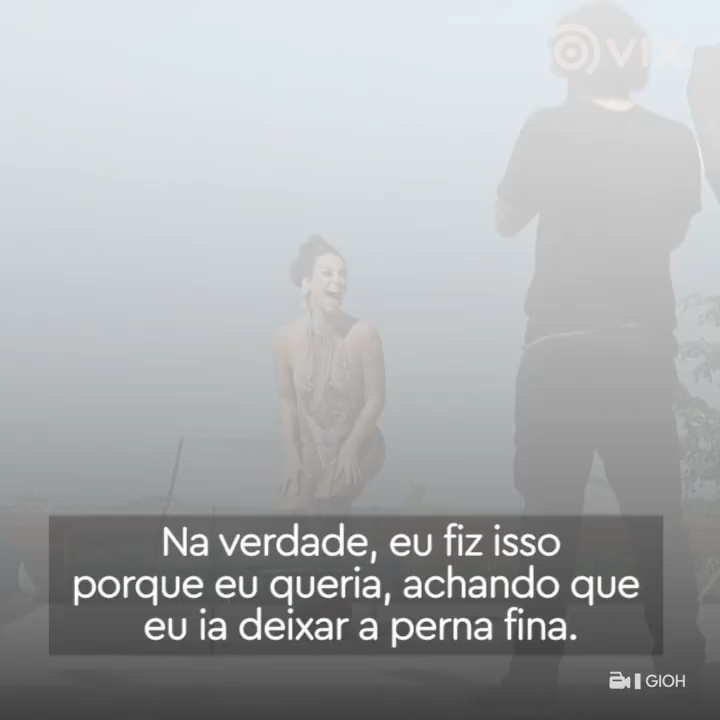 VIX
Na verdade, eu fiz isso
porque eu queria, achando que
eu ia deixar a perna fina.
GIOH